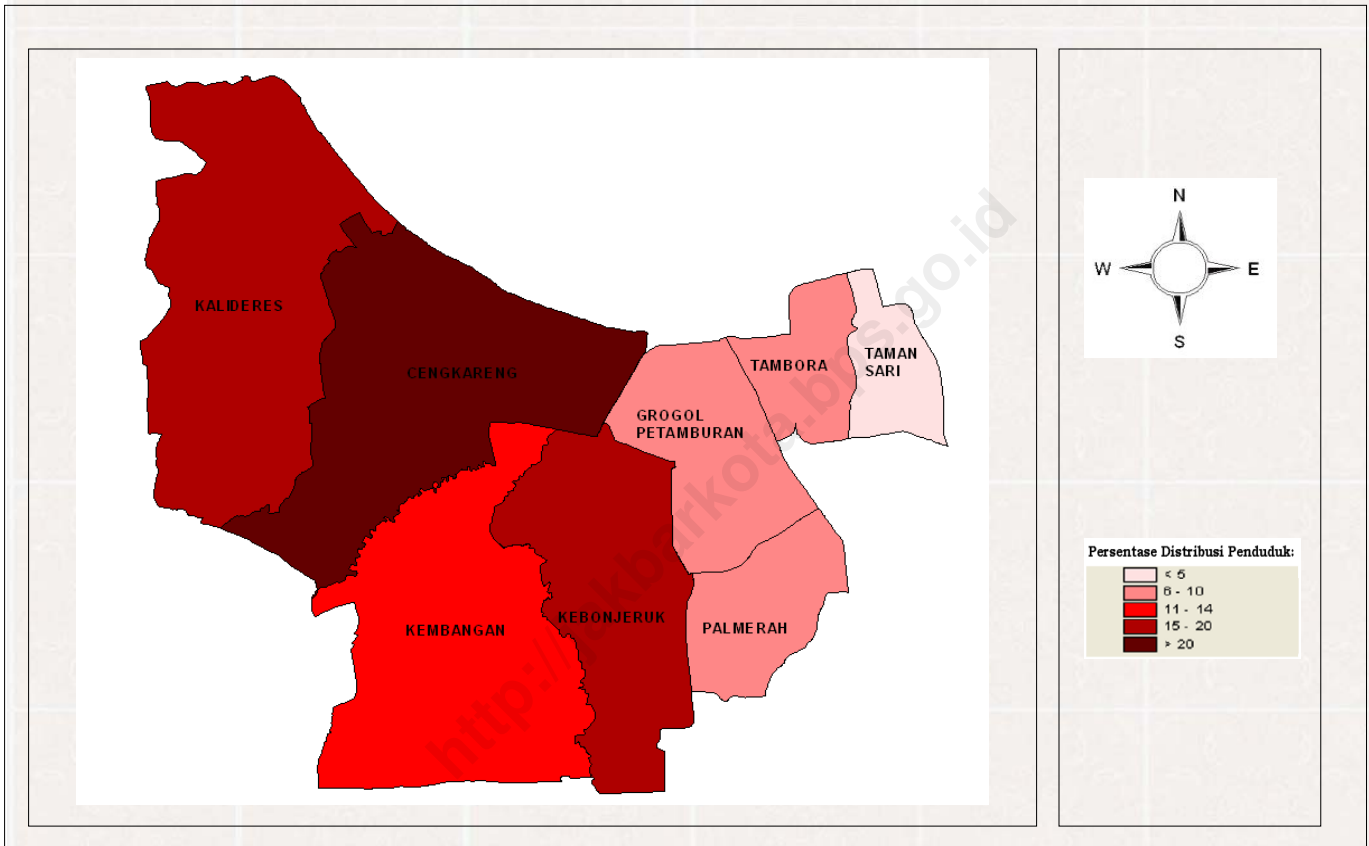 KALIDERES
CENGKARENG
GROGOL
PETAMBURAN
TAMBORA
TAMAN
SARI
KEMBANGAN
KEBONJERUK
PALMERAH
http://jakbarkota.bps.go.id
N
W
E
S
Persentase Distribusi Penduduk:
< 5
6 - 10
11 - 14
15 - 20
> 20